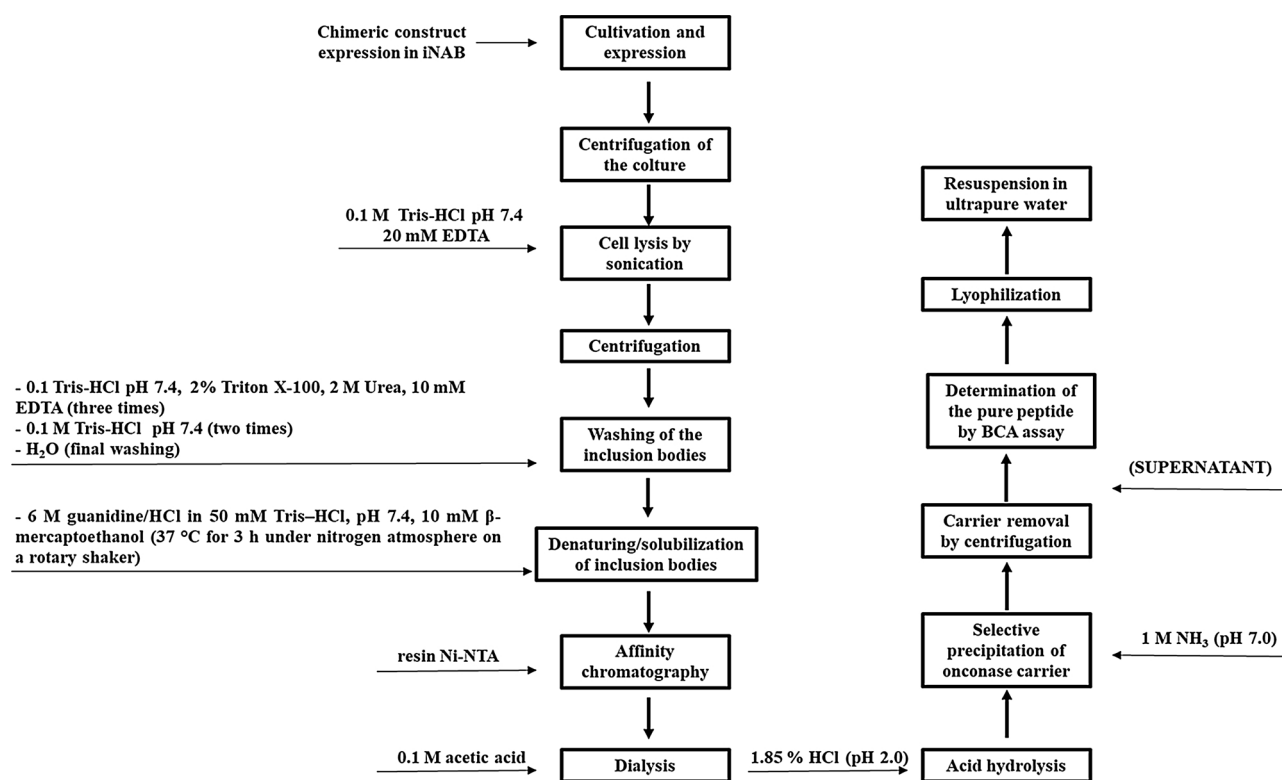 Chimeric construct
expression in iNAB
Cultivation and
expression
Centrifugation of
the colture
0.1 M Tris-HCl pH 7.4
20 mM EDTA
Cell lysis by
sonication
Centrifugation
- 0.1 Tris-HCl pH 7.4, 2% Triton X-100, 2 M Urea, 10 mM
EDTA (three times)
- 0.1 M Tris-HCl pH 7.4 (two times)
- H₂O (final washing)
Washing of the
inclusion bodies
- 6 M guanidine/HCl in 50 mM Tris–HCl, pH 7.4, 10 mM β-
mercaptoethanol (37 °C for 3 h under nitrogen atmosphere on
a rotary shaker)
Denaturing/solubilization
of inclusion bodies
resin Ni-NTA
Affinity
chromatography
0.1 M acetic acid
Dialysis
1.85 % HCl (pH 2.0)
Acid hydrolysis
Selective
precipitation of
onconase carrier
1 M NH₃ (pH 7.0)
Carrier removal
by centrifugation
(SUPERNATANT)
Determination of
the pure peptide
by BCA assay
Lyophilization
Resuspension in
ultrapure water